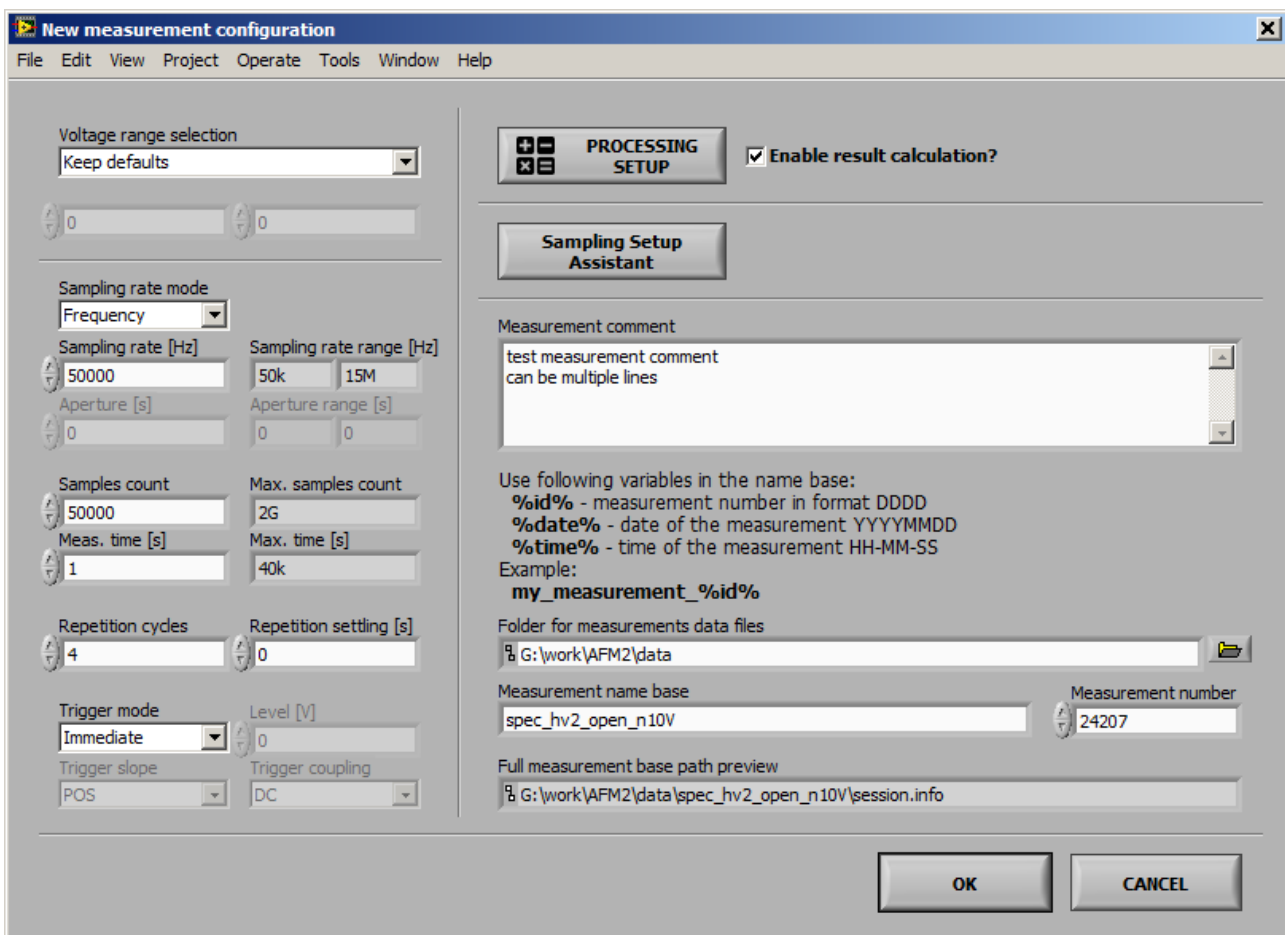 New measurement configuration
File Edit View Project Operate Tools Window Help
Voltage range selection
Keep defaults
0 0
Sampling rate mode
Frequency
Sampling rate [Hz] Sampling rate range [Hz]
50000 50k 15M
Aperture [s] Aperture range [s]
0 0 0
Samples count Max. samples count
50000 2G
Meas. time [s] Max. time [s]
1 40k
Repetition cycles Repetition settling [s]
4 0
Trigger mode Level [V]
Immediate 0
Trigger slope Trigger coupling
POS DC
PROCESSING
SETUP
Enable result calculation?
Sampling Setup
Assistant
Measurement comment
test measurement comment
can be multiple lines
Use following variables in the name base:
%id% - measurement number in format DDDD
%date% - date of the measurement YYYYMMDD
%time% - time of the measurement HH-MM-SS
Example:
my_measurement_%id%
Folder for measurements data files
G:\work\AFM2\data
Measurement name base Measurement number
spec_hv2_open_n10V 24207
Full measurement base path preview
G:\work\AFM2\data\spec_hv2_open_n10V\session.info
OK CANCEL